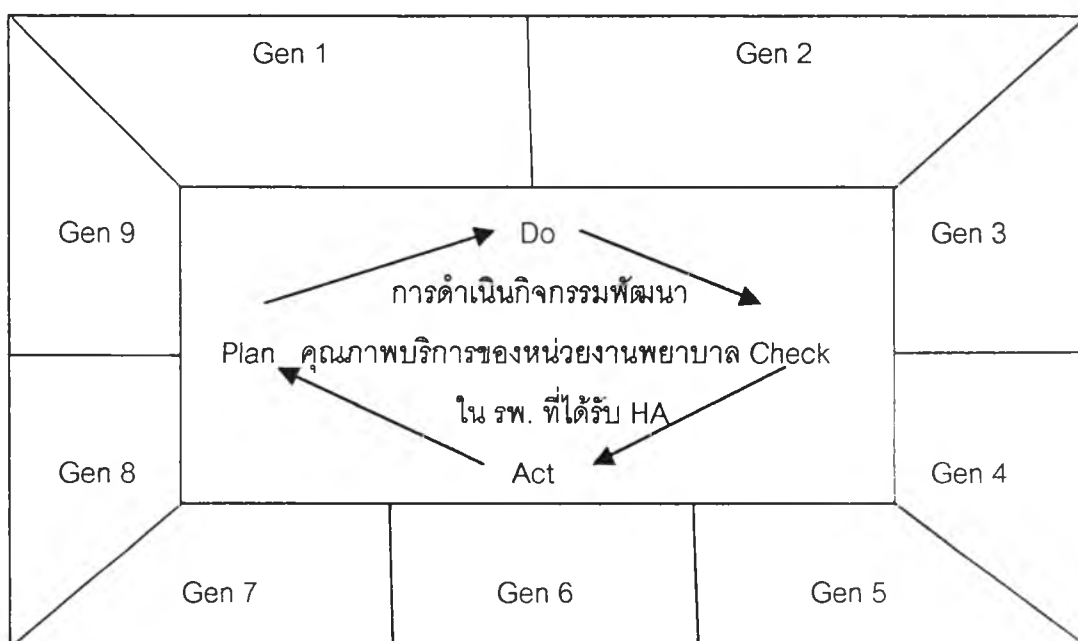 Gen 1
Gen 2
Gen 9
Gen 3
Do
การดำเนินกิจกรรมพัฒนา
Plan คุณภาพบริการของหน่วยงานพยาบาล Check
ใน รพ. ที่ได้รับ HA
Gen 8
Act
Gen 4
Gen 7
Gen 6
Gen 5